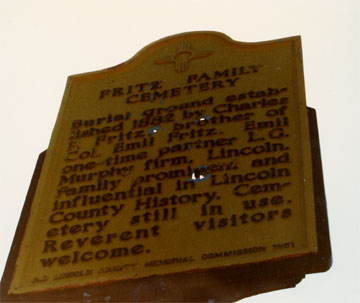 FRITZ FAMILY
CEMETERY
Burial ground estab-
lished 1882 by Charles
P. Fritz, brother of
Col. Emil Fritz. Emil
one-time partner L.G.
Murphy firm, Lincoln.
Family prominent and
influential in Lincoln
County History. Cem-
etery still in use.
Reverent visitors
welcome.
OLD LINCOLN COUNTY MEMORIAL COMMISSION